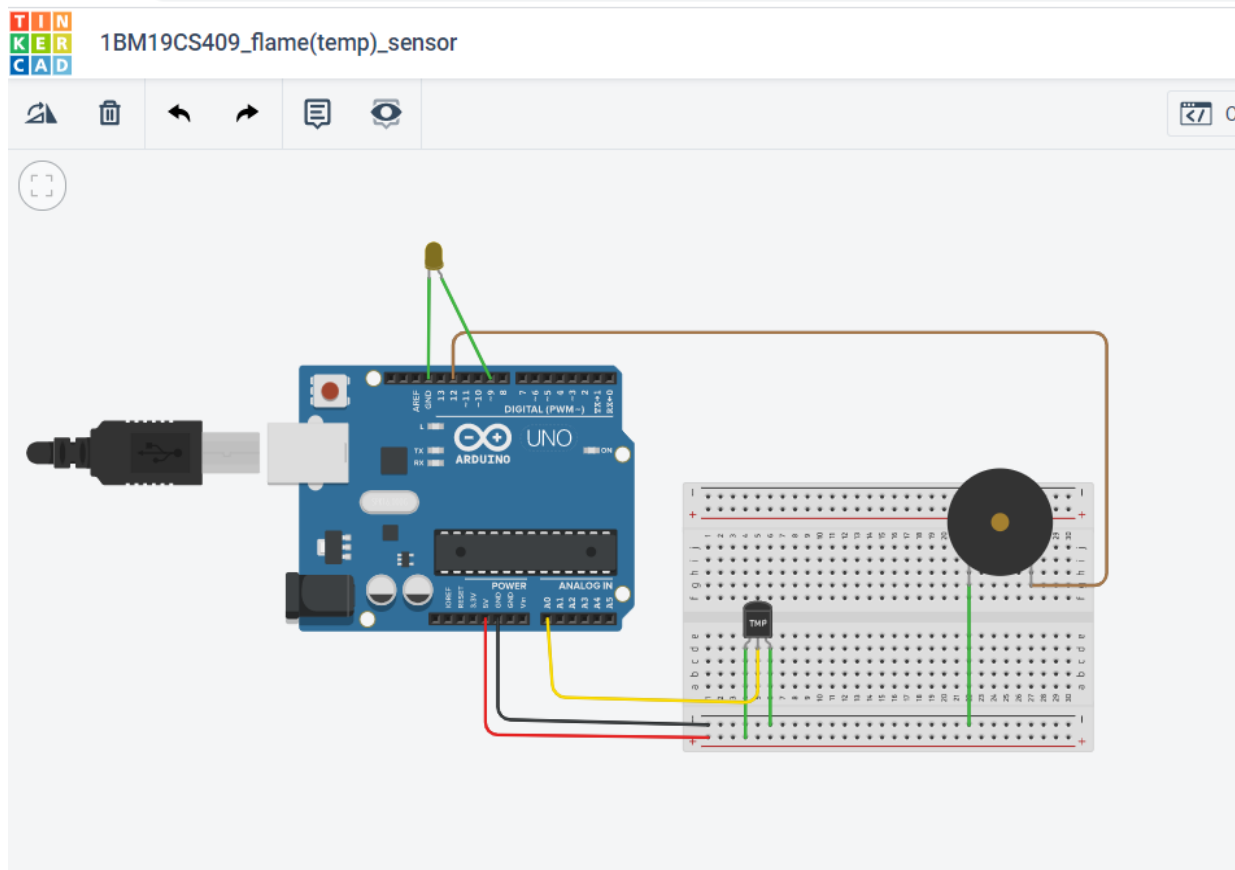 TIN
KER
CAD
1BM19CS409_flame(temp)_sensor
AREF
GND
13
12
~11
~10
~9
8
7
~6
~5
4
~3
2
TX→1
RX←0
DIGITAL (PWM~)
L
TX
RX
ARDUINO
UNO
ON
POWER
ANALOG IN
IOREF
RESET
3.3V
5V
GND
GND
Vin
A0
A1
A2
A3
A4
A5
TMP